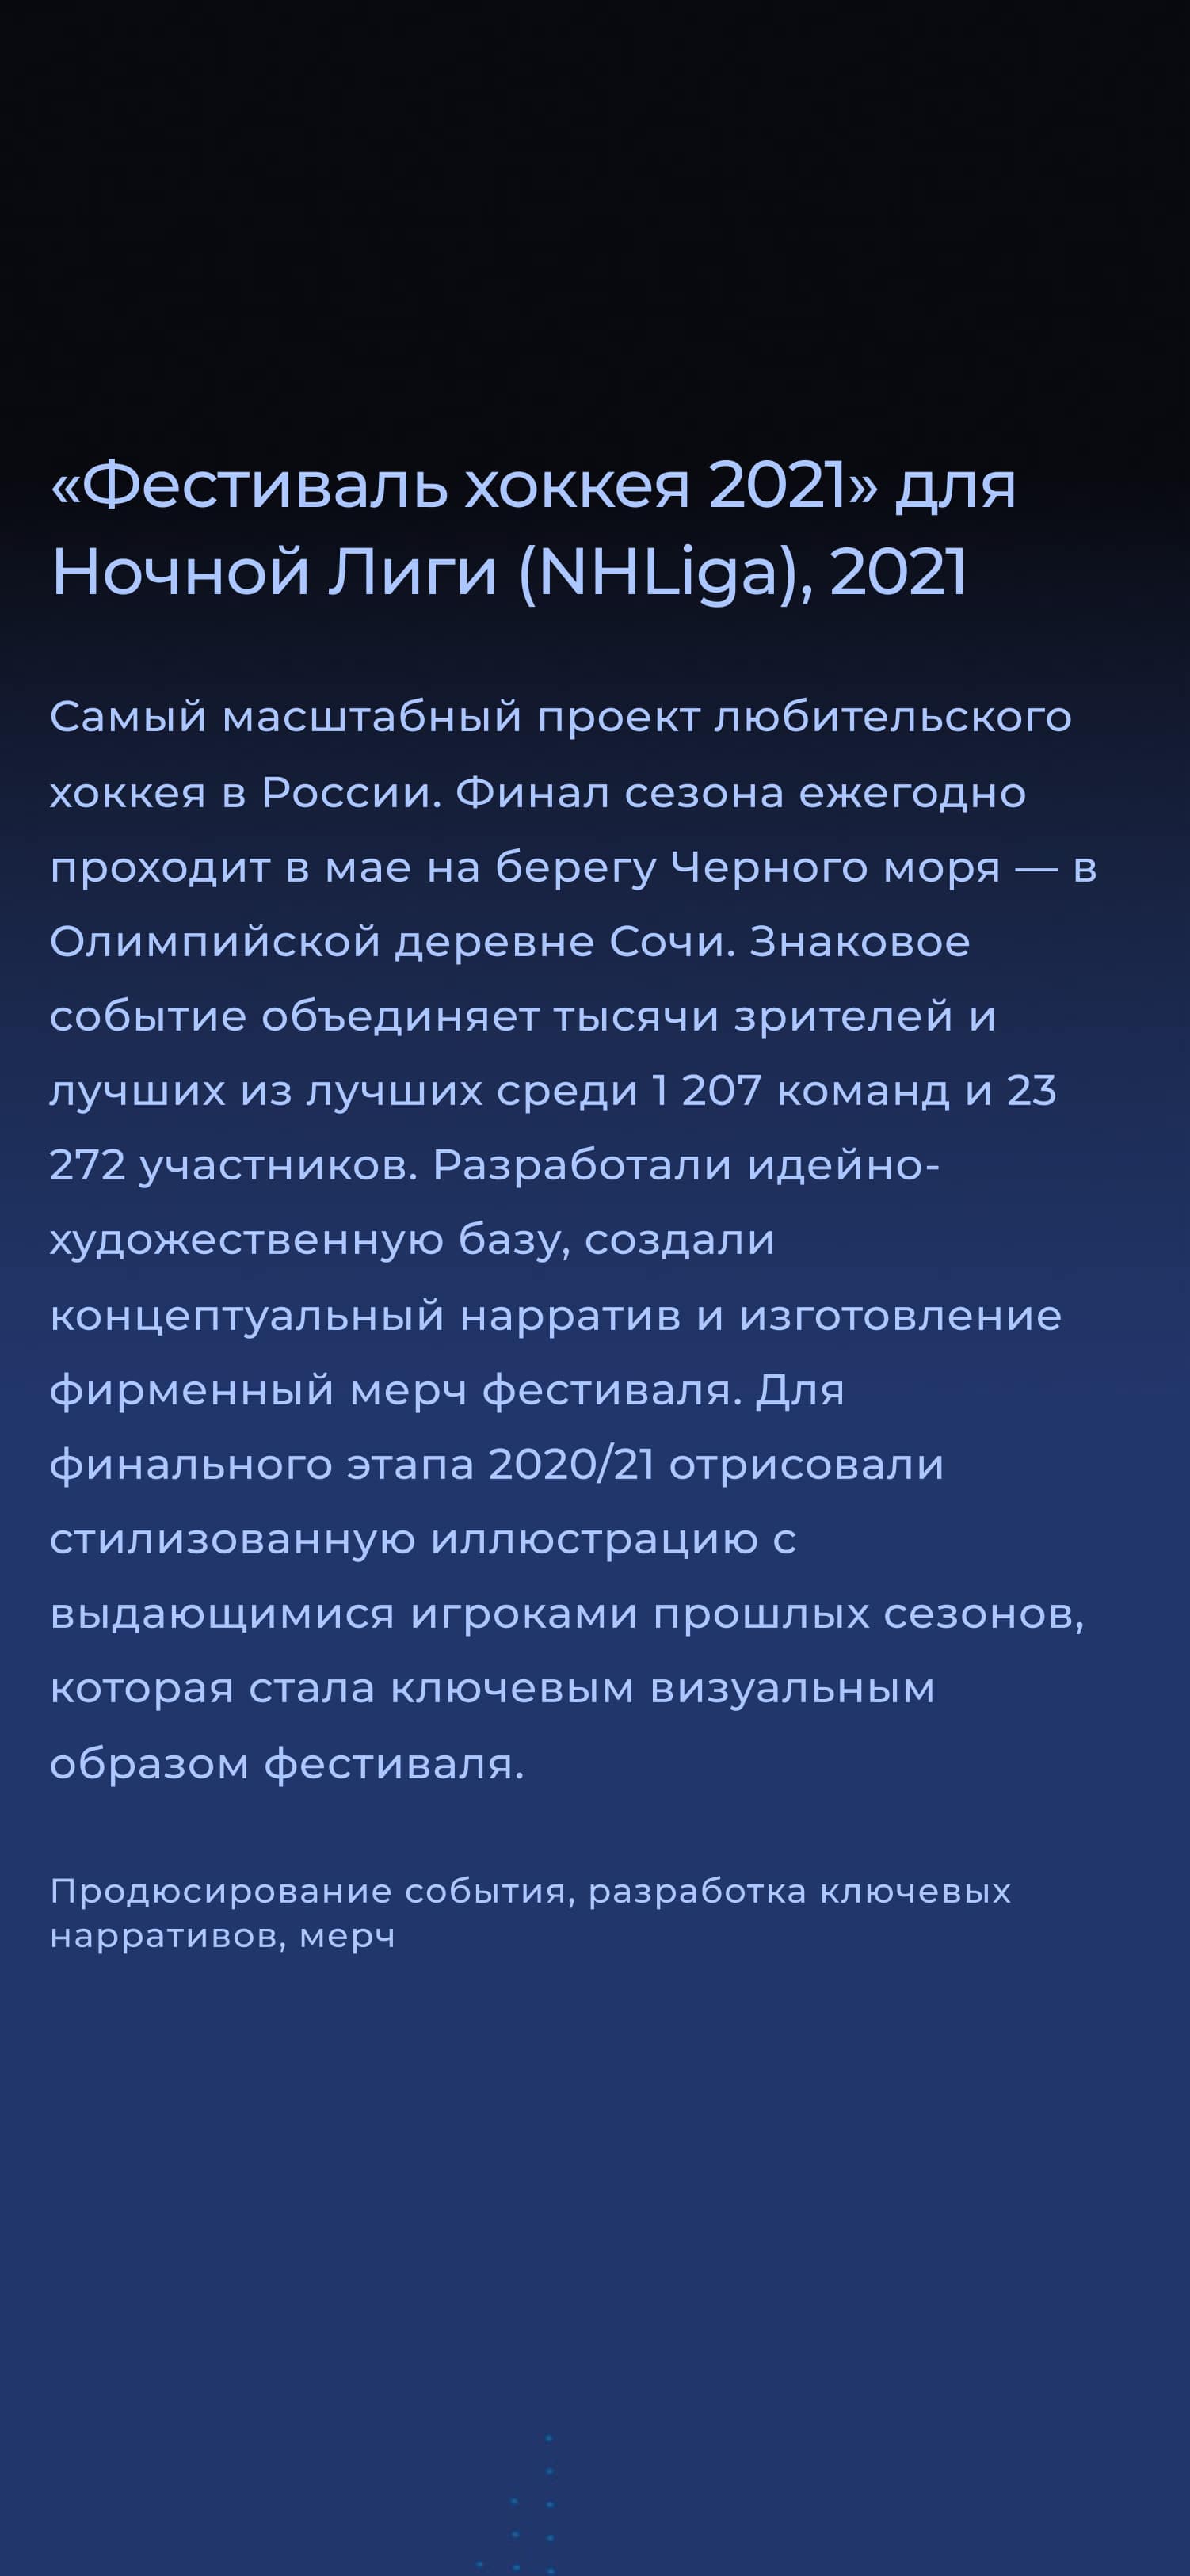 «Фестиваль хоккея 2021» для
Ночной Лиги (NHLiga), 2021
Самый масштабный проект любительского
хоккея в России. Финал сезона ежегодно
проходит в мае на берегу Черного моря — в
Олимпийской деревне Сочи. Знаковое
событие объединяет тысячи зрителей и
лучших из лучших среди 1 207 команд и 23
272 участников. Разработали идейно-
художественную базу, создали
концептуальный нарратив и изготовление
фирменный мерч фестиваля. Для
финального этапа 2020/21 отрисовали
стилизованную иллюстрацию с
выдающимися игроками прошлых сезонов,
которая стала ключевым визуальным
образом фестиваля.
Продюсирование события, разработка ключевых
нарративов, мерч